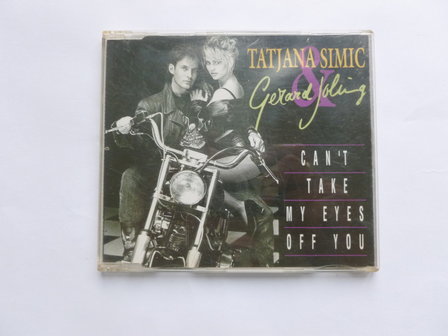 TATJANA SIMIC
&
Gerard Joling
CAN'T
TAKE
MY EYES
OFF YOU